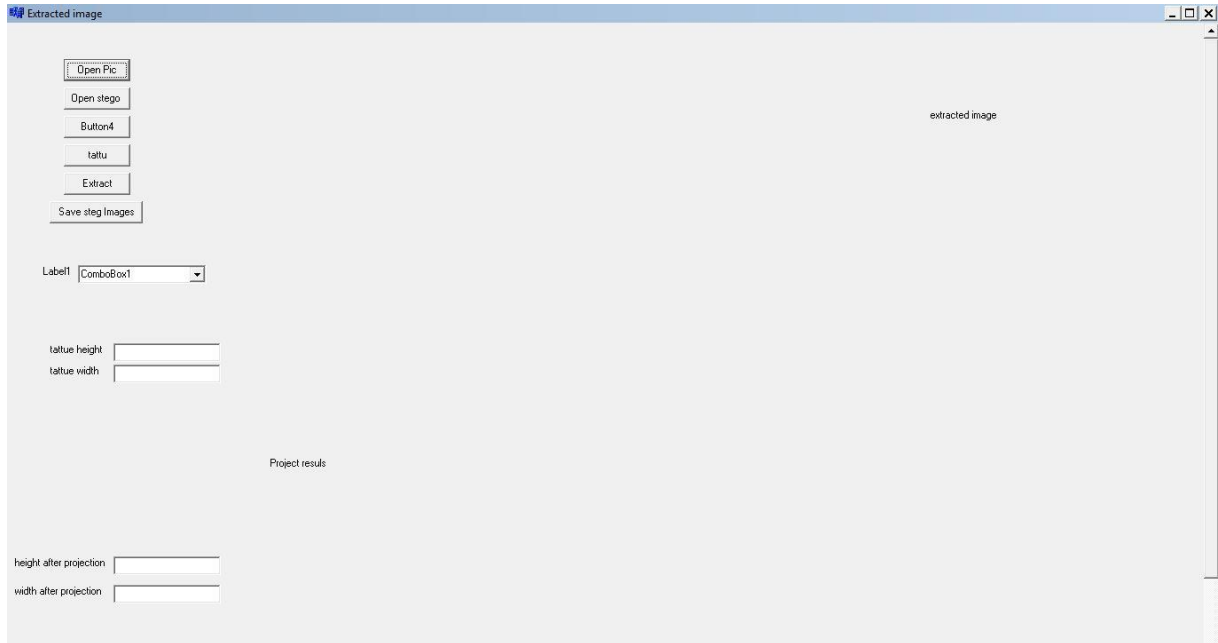 Extracted image
Open Pic
Open stego
extracted image
Button4
tattu
Extract
Save steg Images
Label1 ComboBox1
tattue height
tattue width
Project resuls
height after projection
width after projection